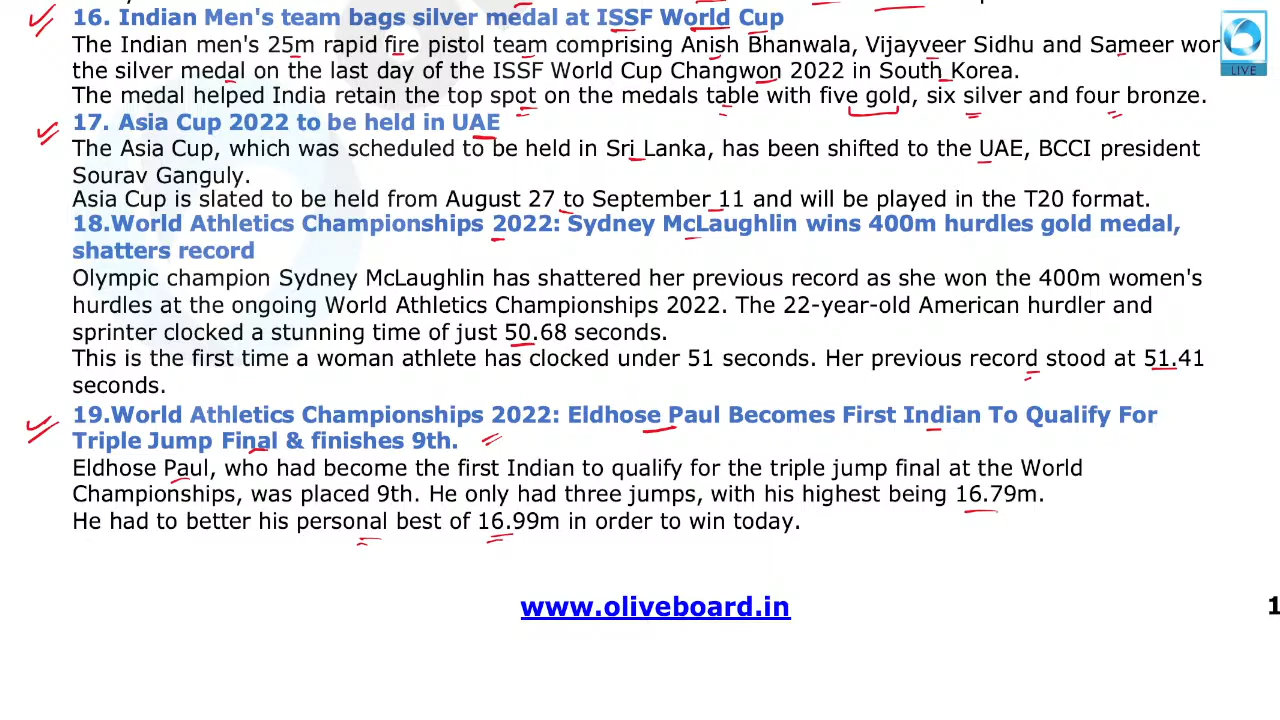 16. Indian Men's team bags silver medal at ISSF World Cup
The Indian men's 25m rapid fire pistol team comprising Anish Bhanwala, Vijayveer Sidhu and Sameer won
the silver medal on the last day of the ISSF World Cup Changwon 2022 in South Korea.
The medal helped India retain the top spot on the medals table with five gold, six silver and four bronze.
17. Asia Cup 2022 to be held in UAE
The Asia Cup, which was scheduled to be held in Sri Lanka, has been shifted to the UAE, BCCI president
Sourav Ganguly.
Asia Cup is slated to be held from August 27 to September 11 and will be played in the T20 format.
18.World Athletics Championships 2022: Sydney McLaughlin wins 400m hurdles gold medal,
shatters record
Olympic champion Sydney McLaughlin has shattered her previous record as she won the 400m women's
hurdles at the ongoing World Athletics Championships 2022. The 22-year-old American hurdler and
sprinter clocked a stunning time of just 50.68 seconds.
This is the first time a woman athlete has clocked under 51 seconds. Her previous record stood at 51.41
seconds.
19.World Athletics Championships 2022: Eldhose Paul Becomes First Indian To Qualify For
Triple Jump Final & finishes 9th.
Eldhose Paul, who had become the first Indian to qualify for the triple jump final at the World
Championships, was placed 9th. He only had three jumps, with his highest being 16.79m.
He had to better his personal best of 16.99m in order to win today.
www.oliveboard.in
1
LIVE